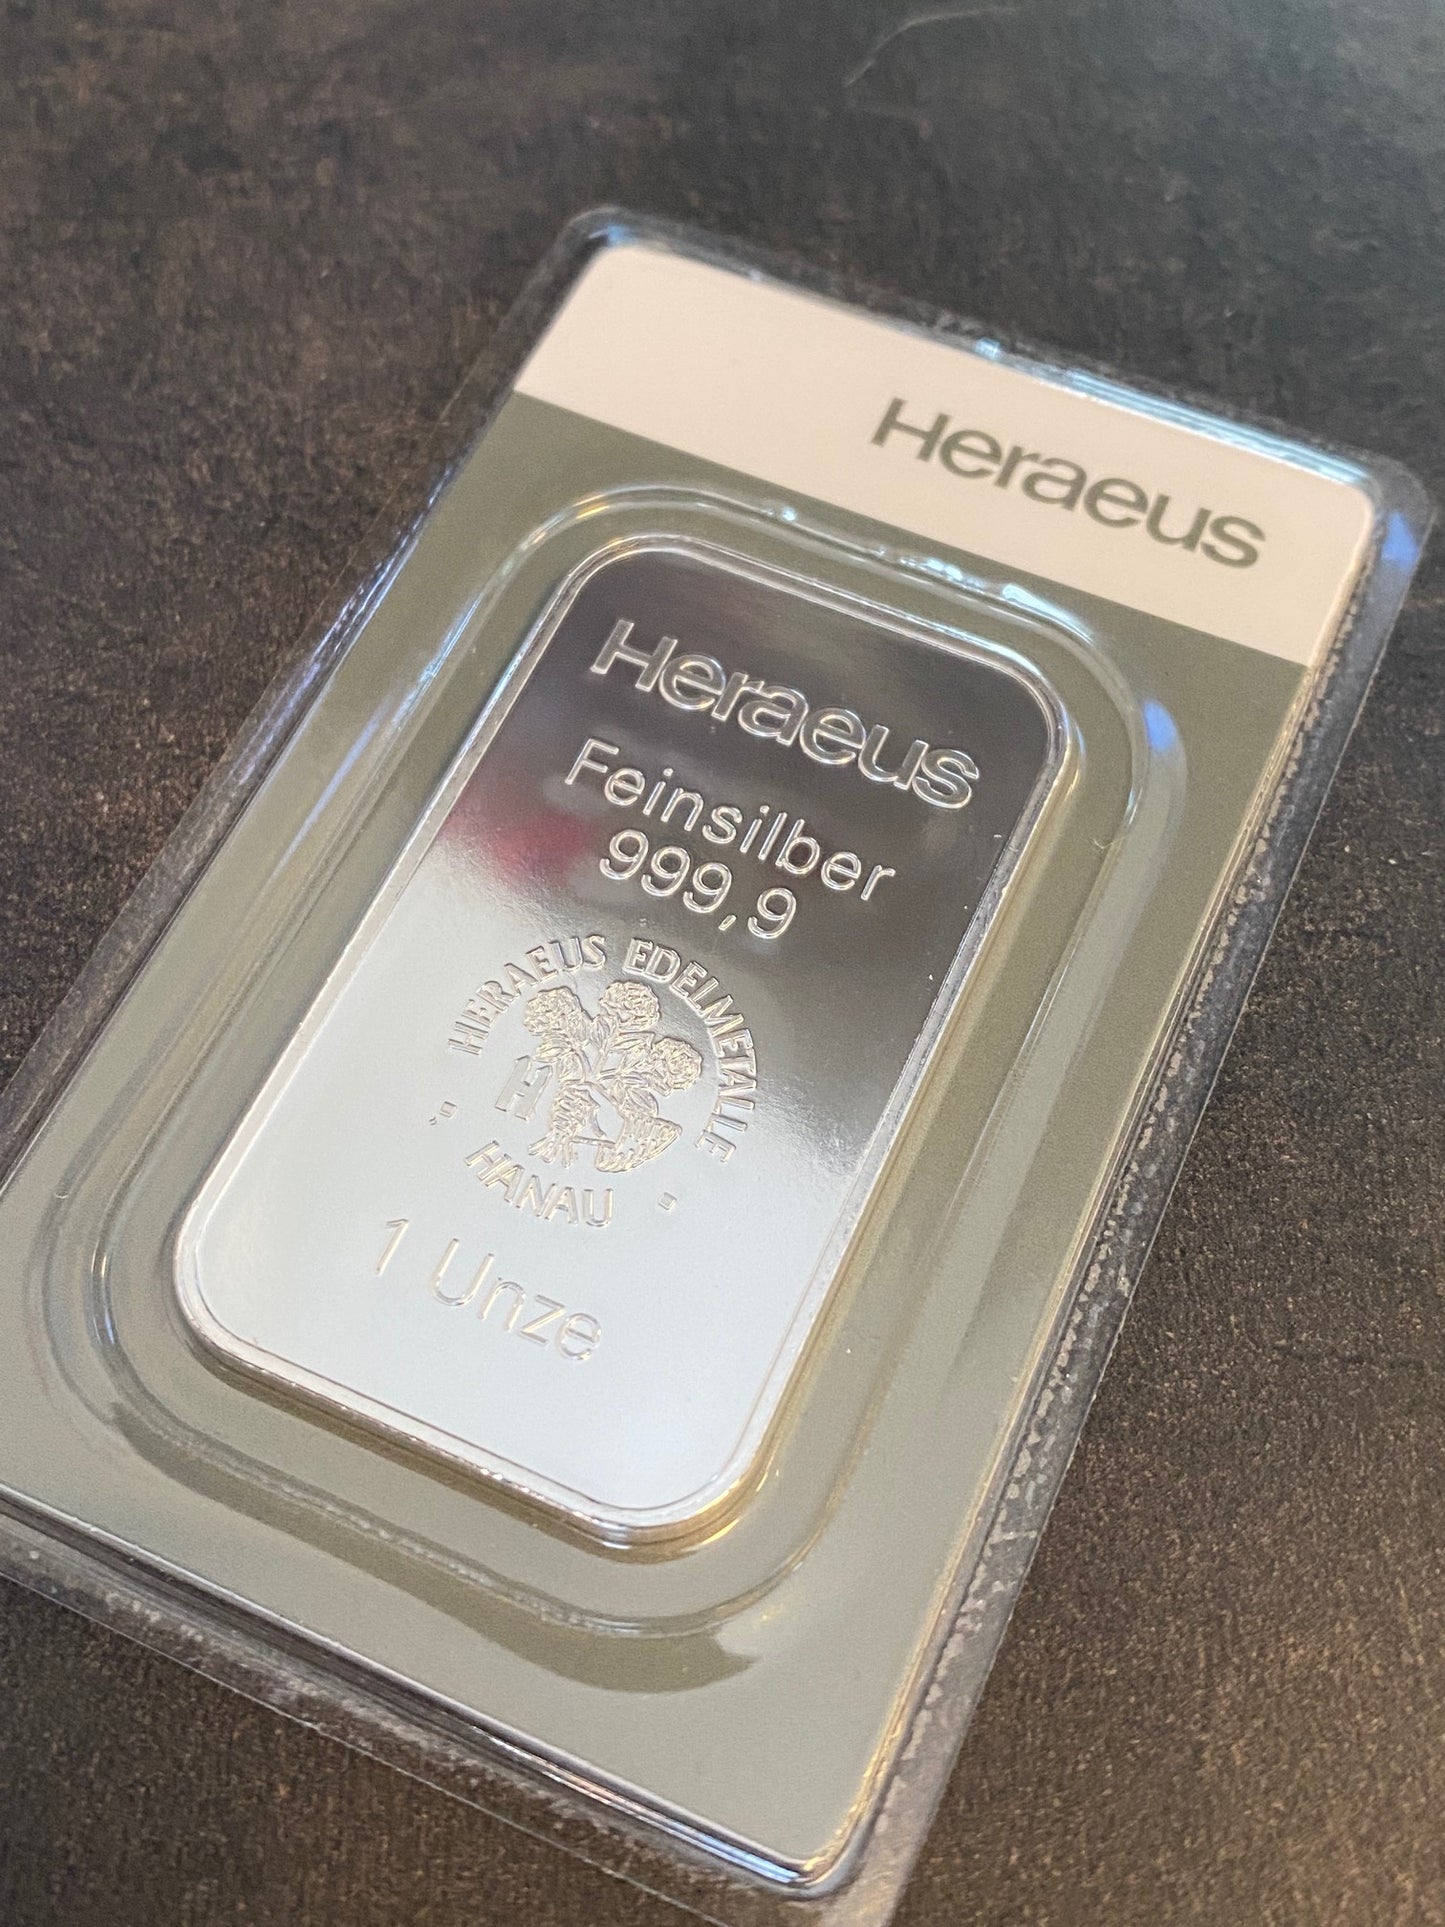 Heraeus
Heraeus
Feinsilber
999,9
HERAEUS EDELMETALLE
H
HANAU
1 Unze